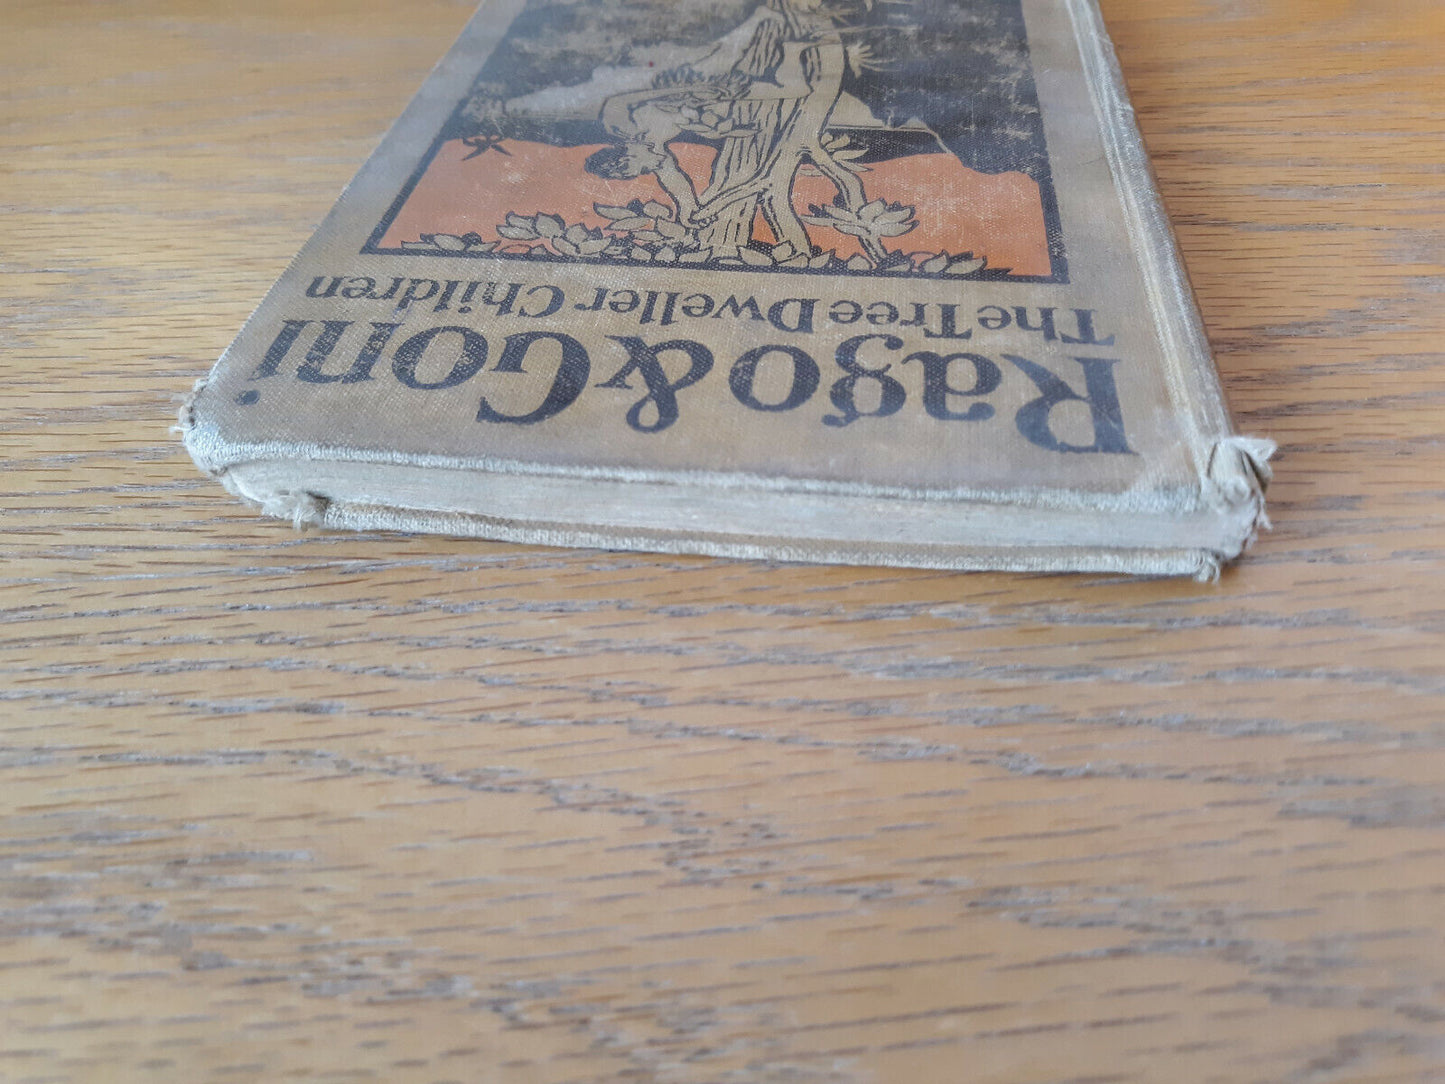 Rago & Goni
The Tree Dweller Children